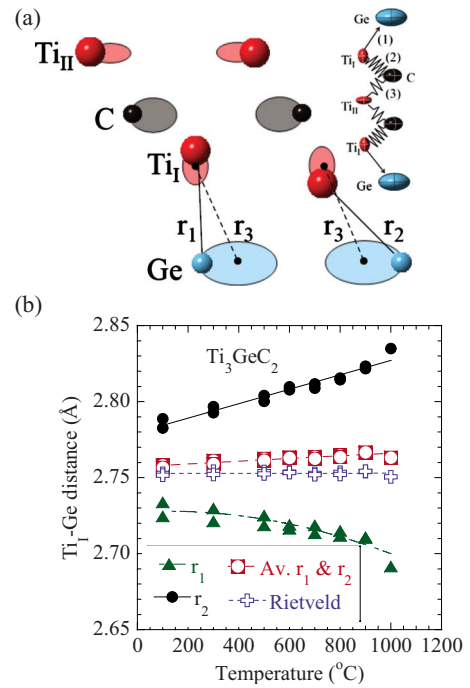 (a)
Ge
(1)
Ti_II
Ti_I
(2)
C
C
(3)
Ti_II
Ti_I
Ti_I
r_1
r_3
r_3
r_2
Ge
Ge
(b)
2.85
Ti_3GeC_2
2.80
2.75
2.70
2.65
Ti_I-Ge distance (Å)
r_1
Av. r_1 & r_2
r_2
Rietveld
0 200 400 600 800 1000 1200
Temperature (°C)